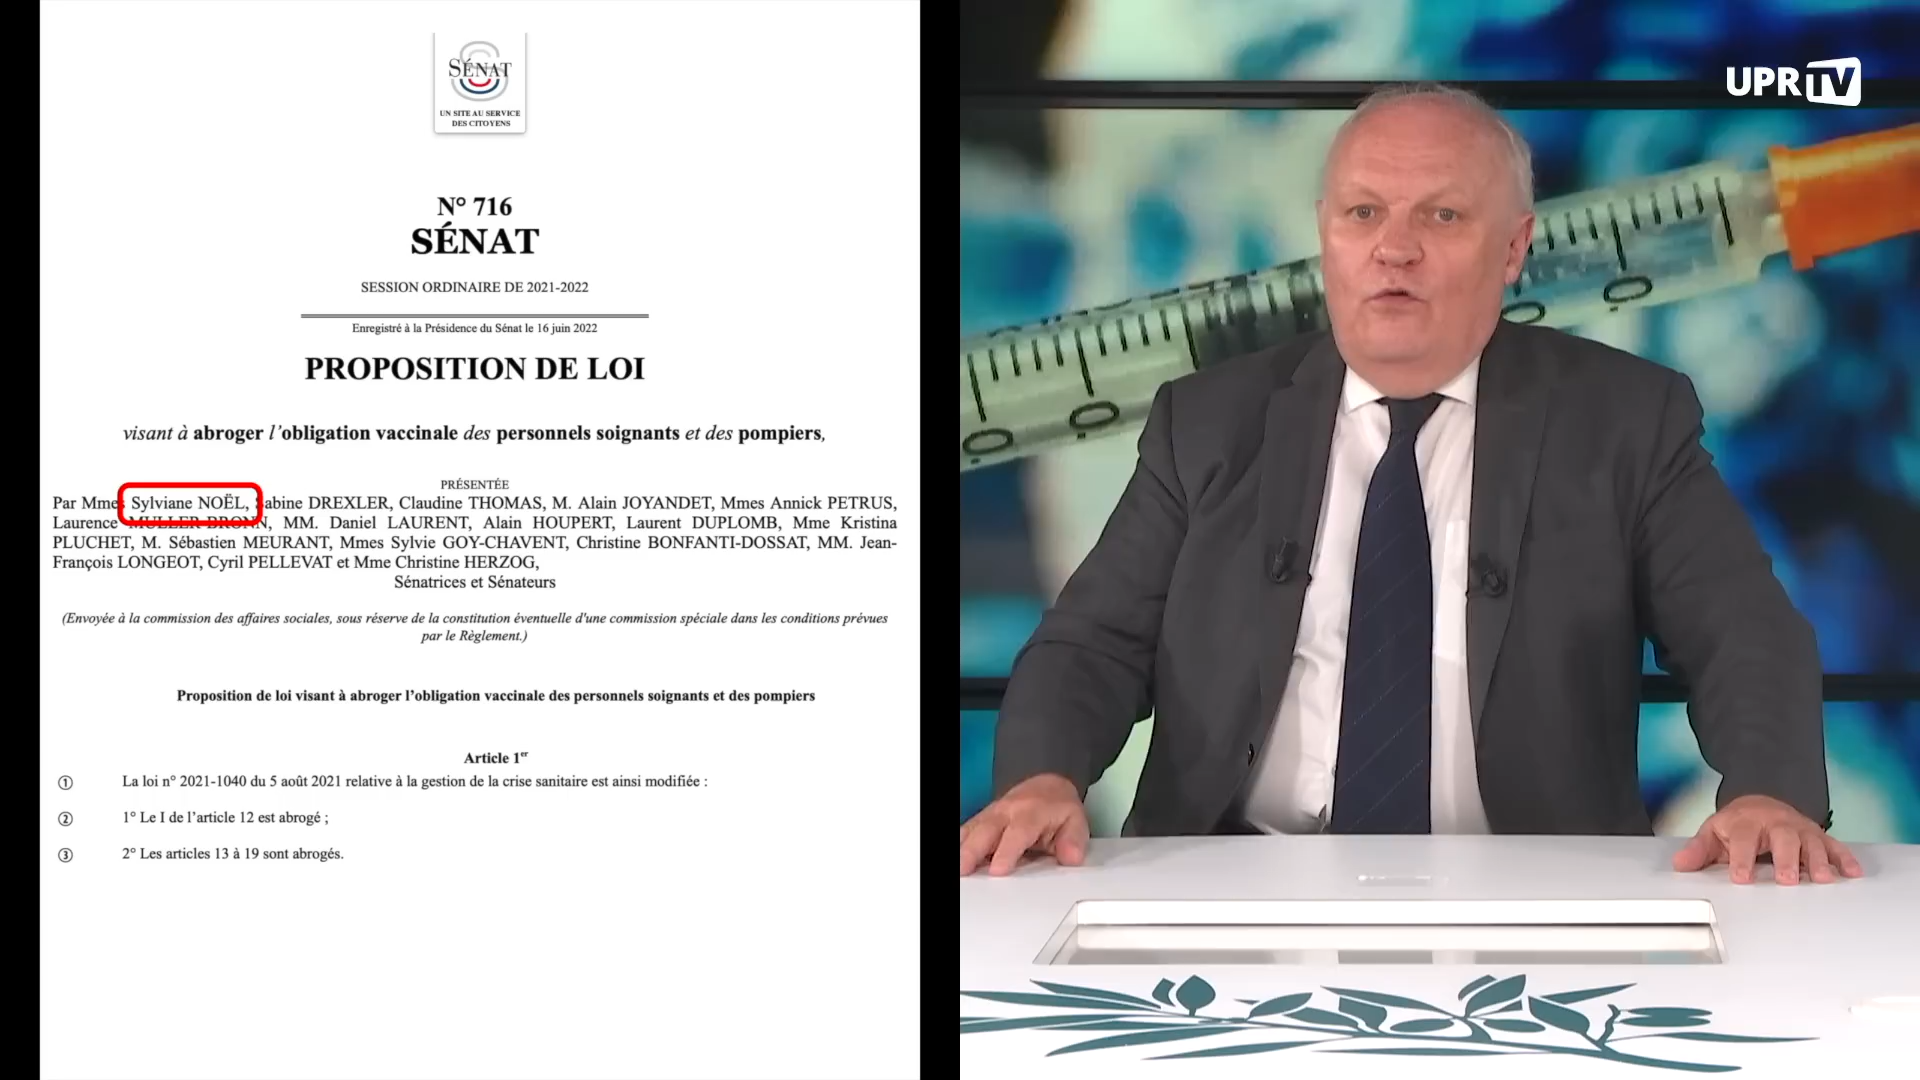 SÉNAT
UN SITE AU SERVICE
DES CITOYENS
N° 716
SÉNAT
SESSION ORDINAIRE DE 2021-2022
Enregistré à la Présidence du Sénat le 16 juin 2022
PROPOSITION DE LOI
visant à abroger l'obligation vaccinale des personnels soignants et des pompiers,
PRÉSENTÉE
Par Mmes Sylviane NOËL, Sabine DREXLER, Claudine THOMAS, M. Alain JOYANDET, Mmes Annick PETRUS,
Laurence MULLER-BRONN, MM. Daniel LAURENT, Alain HOUPERT, Laurent DUPLOMB, Mme Kristina
PLUCHET, M. Sébastien MEURANT, Mmes Sylvie GOY-CHAVENT, Christine BONFANTI-DOSSAT, MM. Jean-
François LONGEOT, Cyril PELLEVAT et Mme Christine HERZOG,
Sénatrices et Sénateurs
(Envoyée à la commission des affaires sociales, sous réserve de la constitution éventuelle d'une commission spéciale dans les conditions prévues
par le Règlement.)
Proposition de loi visant à abroger l'obligation vaccinale des personnels soignants et des pompiers
Article 1er
① La loi n° 2021-1040 du 5 août 2021 relative à la gestion de la crise sanitaire est ainsi modifiée :
② 1° Le I de l'article 12 est abrogé ;
③ 2° Les articles 13 à 19 sont abrogés.
UPR TV